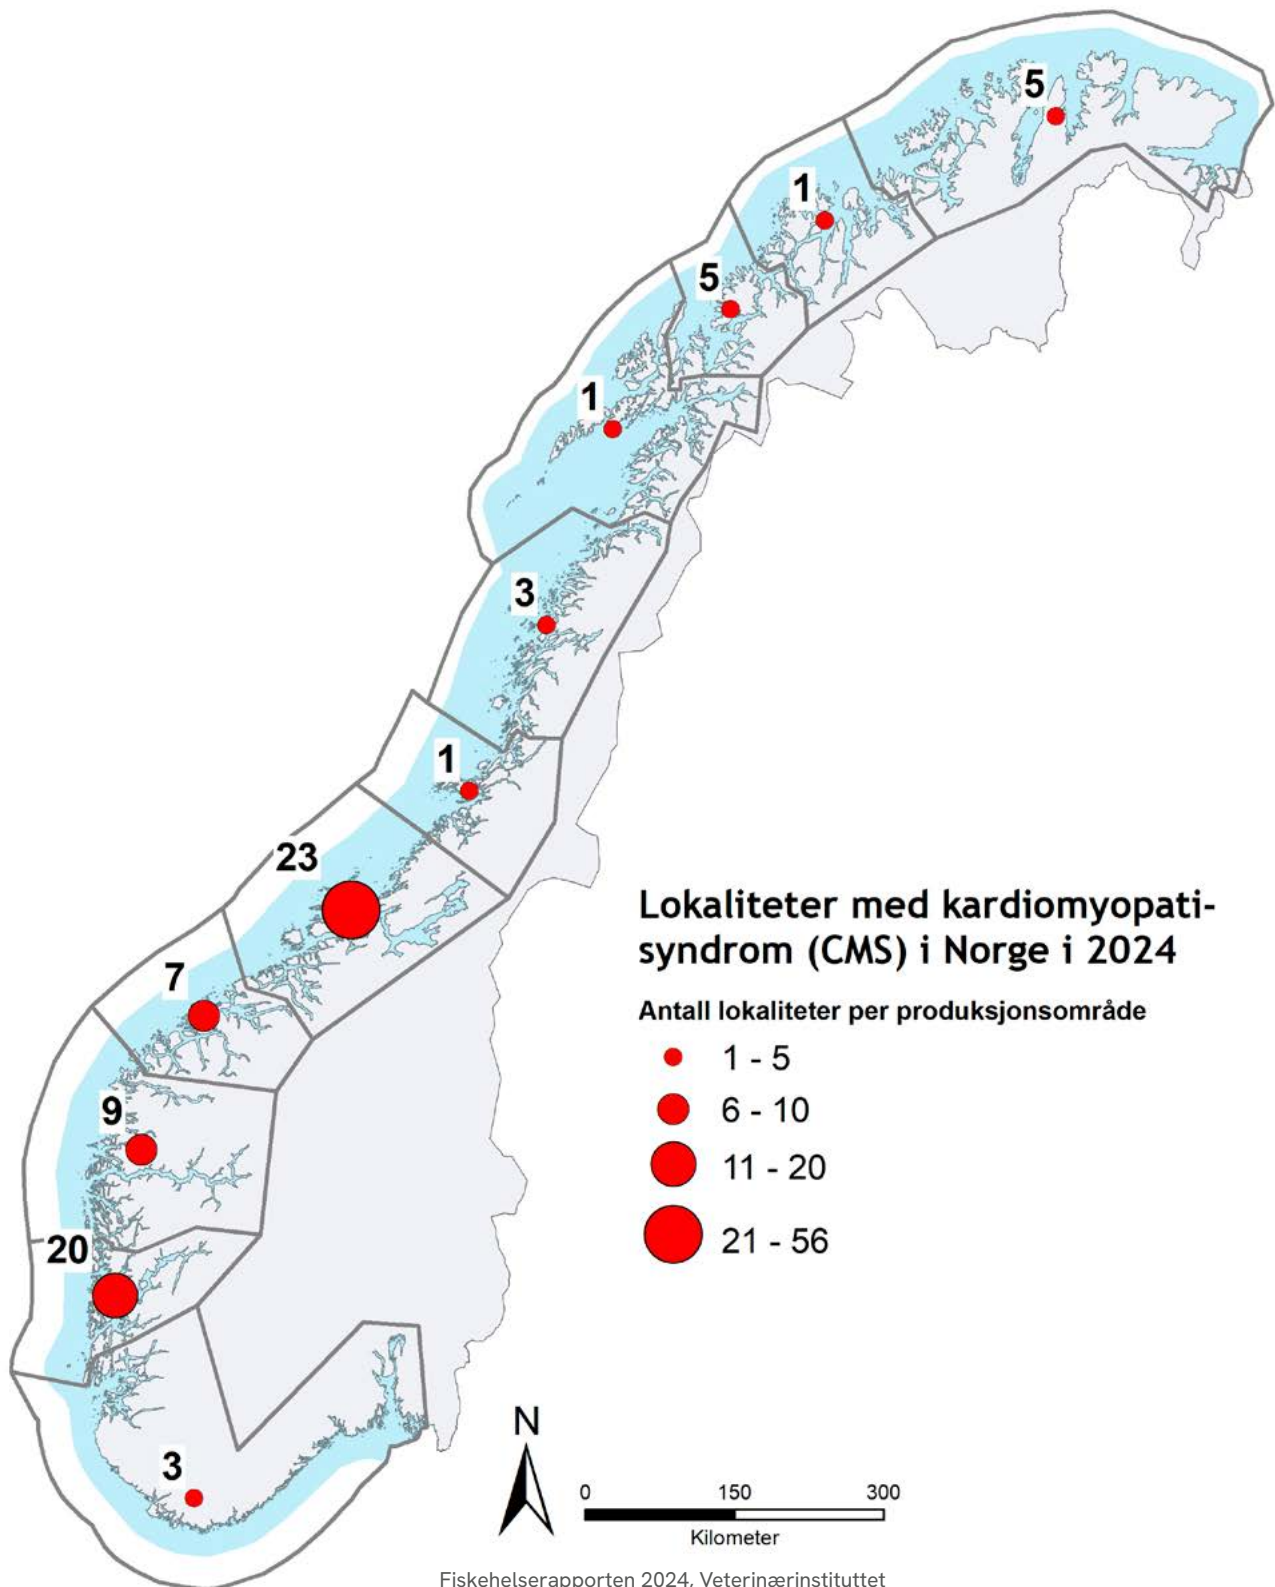 5
1
5
1
3
1
23
7
9
20
3
Lokaliteter med kardiomyopati-
syndrom (CMS) i Norge i 2024
Antall lokaliteter per produksjonsområde
1 - 5
6 - 10
11 - 20
21 - 56
N
0 150 300
Kilometer
Fiskehelserapporten 2024, Veterinærinstituttet